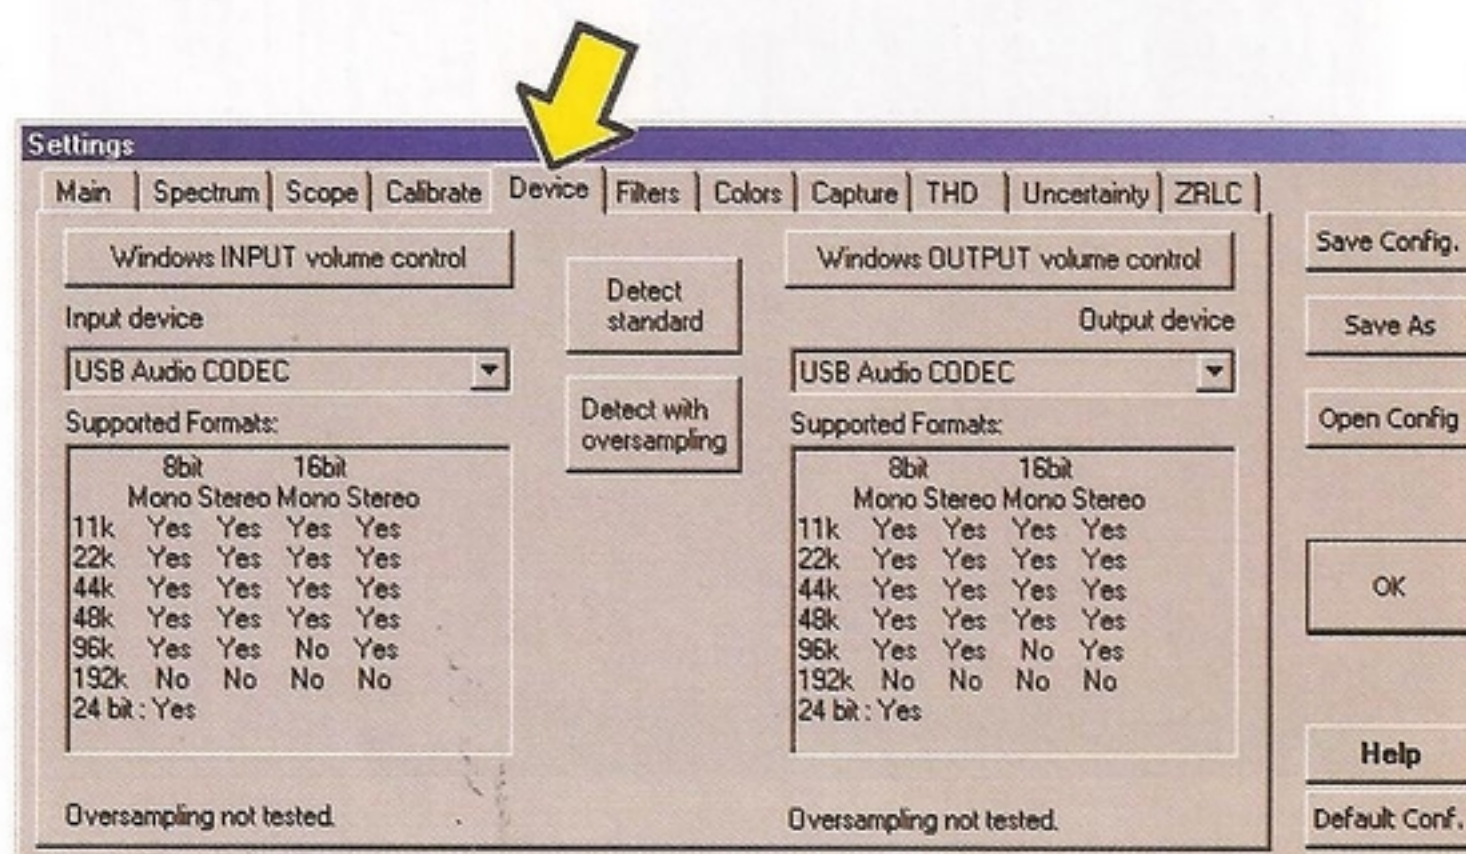 Settings
Main Spectrum Scope Calibrate Device Filters Colors Capture THD Uncertainty ZRLC
Windows INPUT volume control
Input device
USB Audio CODEC
Supported Formats:
8bit 16bit
Mono Stereo Mono Stereo
11k Yes Yes Yes Yes
22k Yes Yes Yes Yes
44k Yes Yes Yes Yes
48k Yes Yes Yes Yes
96k Yes Yes No Yes
192k No No No No
24 bit : Yes
Oversampling not tested.
Detect
standard
Detect with
oversampling
Windows OUTPUT volume control
Output device
USB Audio CODEC
Supported Formats:
8bit 16bit
Mono Stereo Mono Stereo
11k Yes Yes Yes Yes
22k Yes Yes Yes Yes
44k Yes Yes Yes Yes
48k Yes Yes Yes Yes
96k Yes Yes No Yes
192k No No No No
24 bit : Yes
Oversampling not tested.
Save Config.
Save As
Open Config
OK
Help
Default Conf.